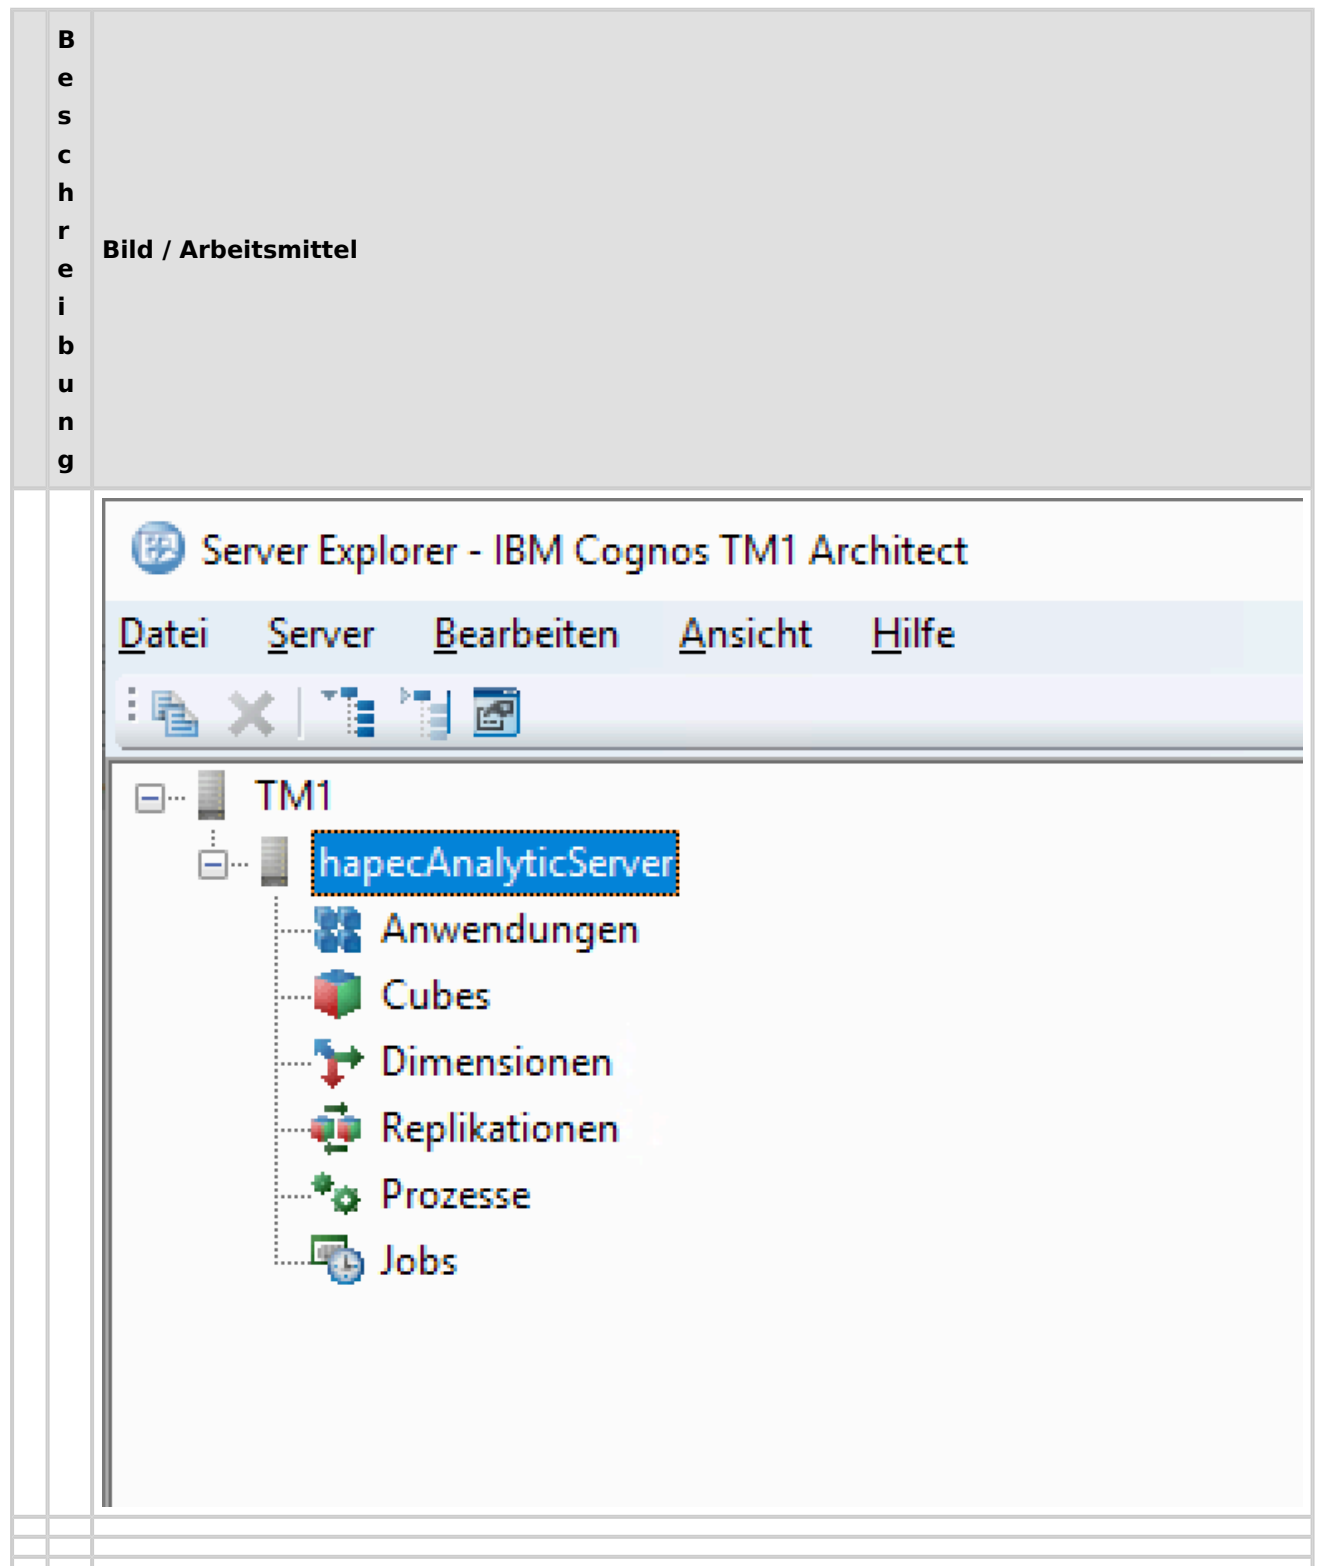 Beschreibung
Bild / Arbeitsmittel
Server Explorer - IBM Cognos TM1 Architect
Datei Server Bearbeiten Ansicht Hilfe
TM1
hapecAnalyticServer
Anwendungen
Cubes
Dimensionen
Replikationen
Prozesse
Jobs